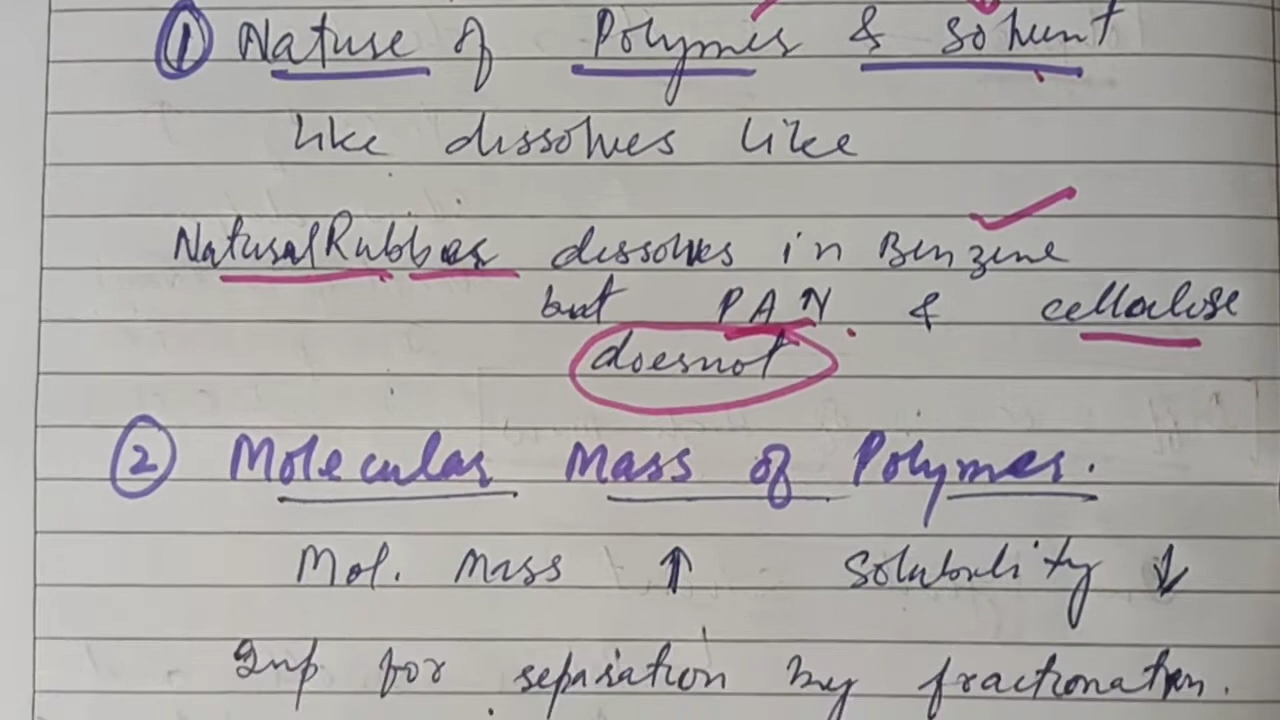 ① Nature of Polymer & solvent
like dissolves like
Natural Rubber dissolves in Benzene
but PAN & cellulose
doesnot
② Molecular Mass of Polymer.
Mol. Mass ↑ Solubulity ↓
Imp for separation by fractionation.